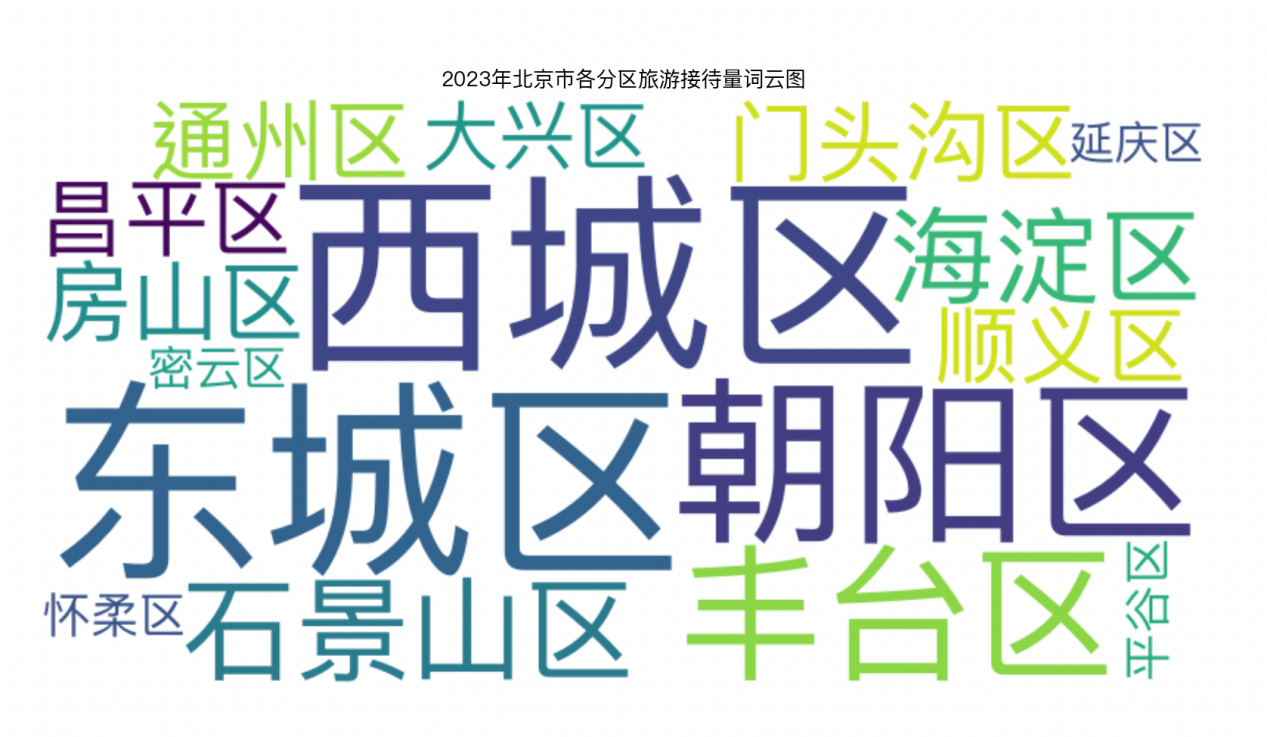 2023年北京市各分区旅游接待量词云图
通州区
大兴区
门头沟区
延庆区
昌平区
西城区
海淀区
房山区
顺义区
密云区
东城区
朝阳区
怀柔区
石景山区
丰台区
平谷区